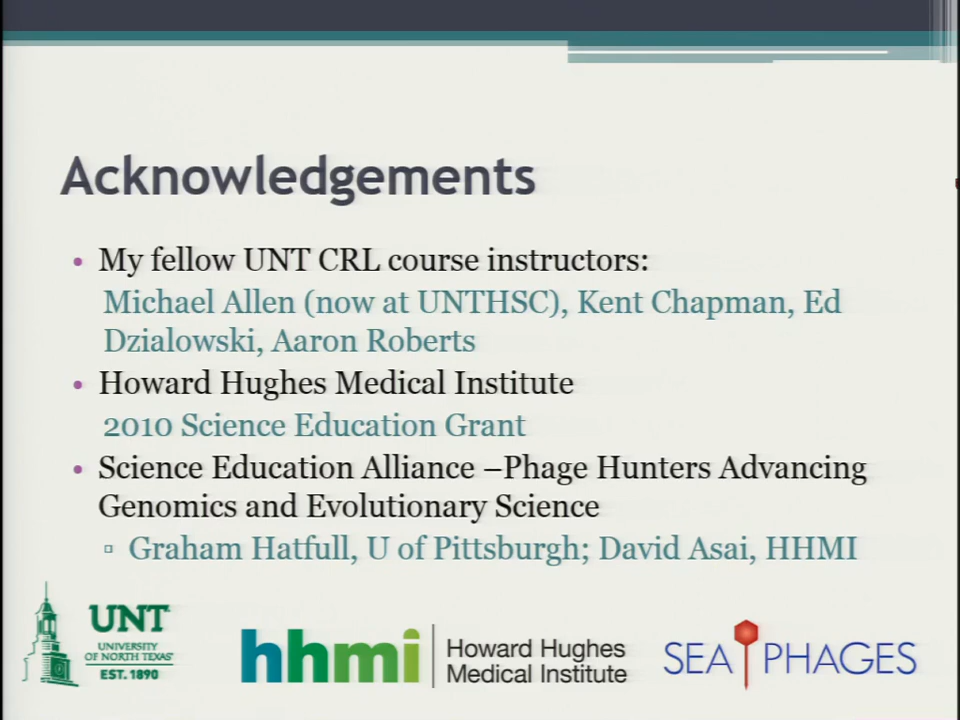 Acknowledgements
• My fellow UNT CRL course instructors:
Michael Allen (now at UNTHSC), Kent Chapman, Ed
Dzialowski, Aaron Roberts
• Howard Hughes Medical Institute
2010 Science Education Grant
• Science Education Alliance –Phage Hunters Advancing
Genomics and Evolutionary Science
▫ Graham Hatfull, U of Pittsburgh; David Asai, HHMI
UNT
UNIVERSITY
OF NORTH TEXAS
EST. 1890
hhmi
Howard Hughes
Medical Institute
SEA PHAGES